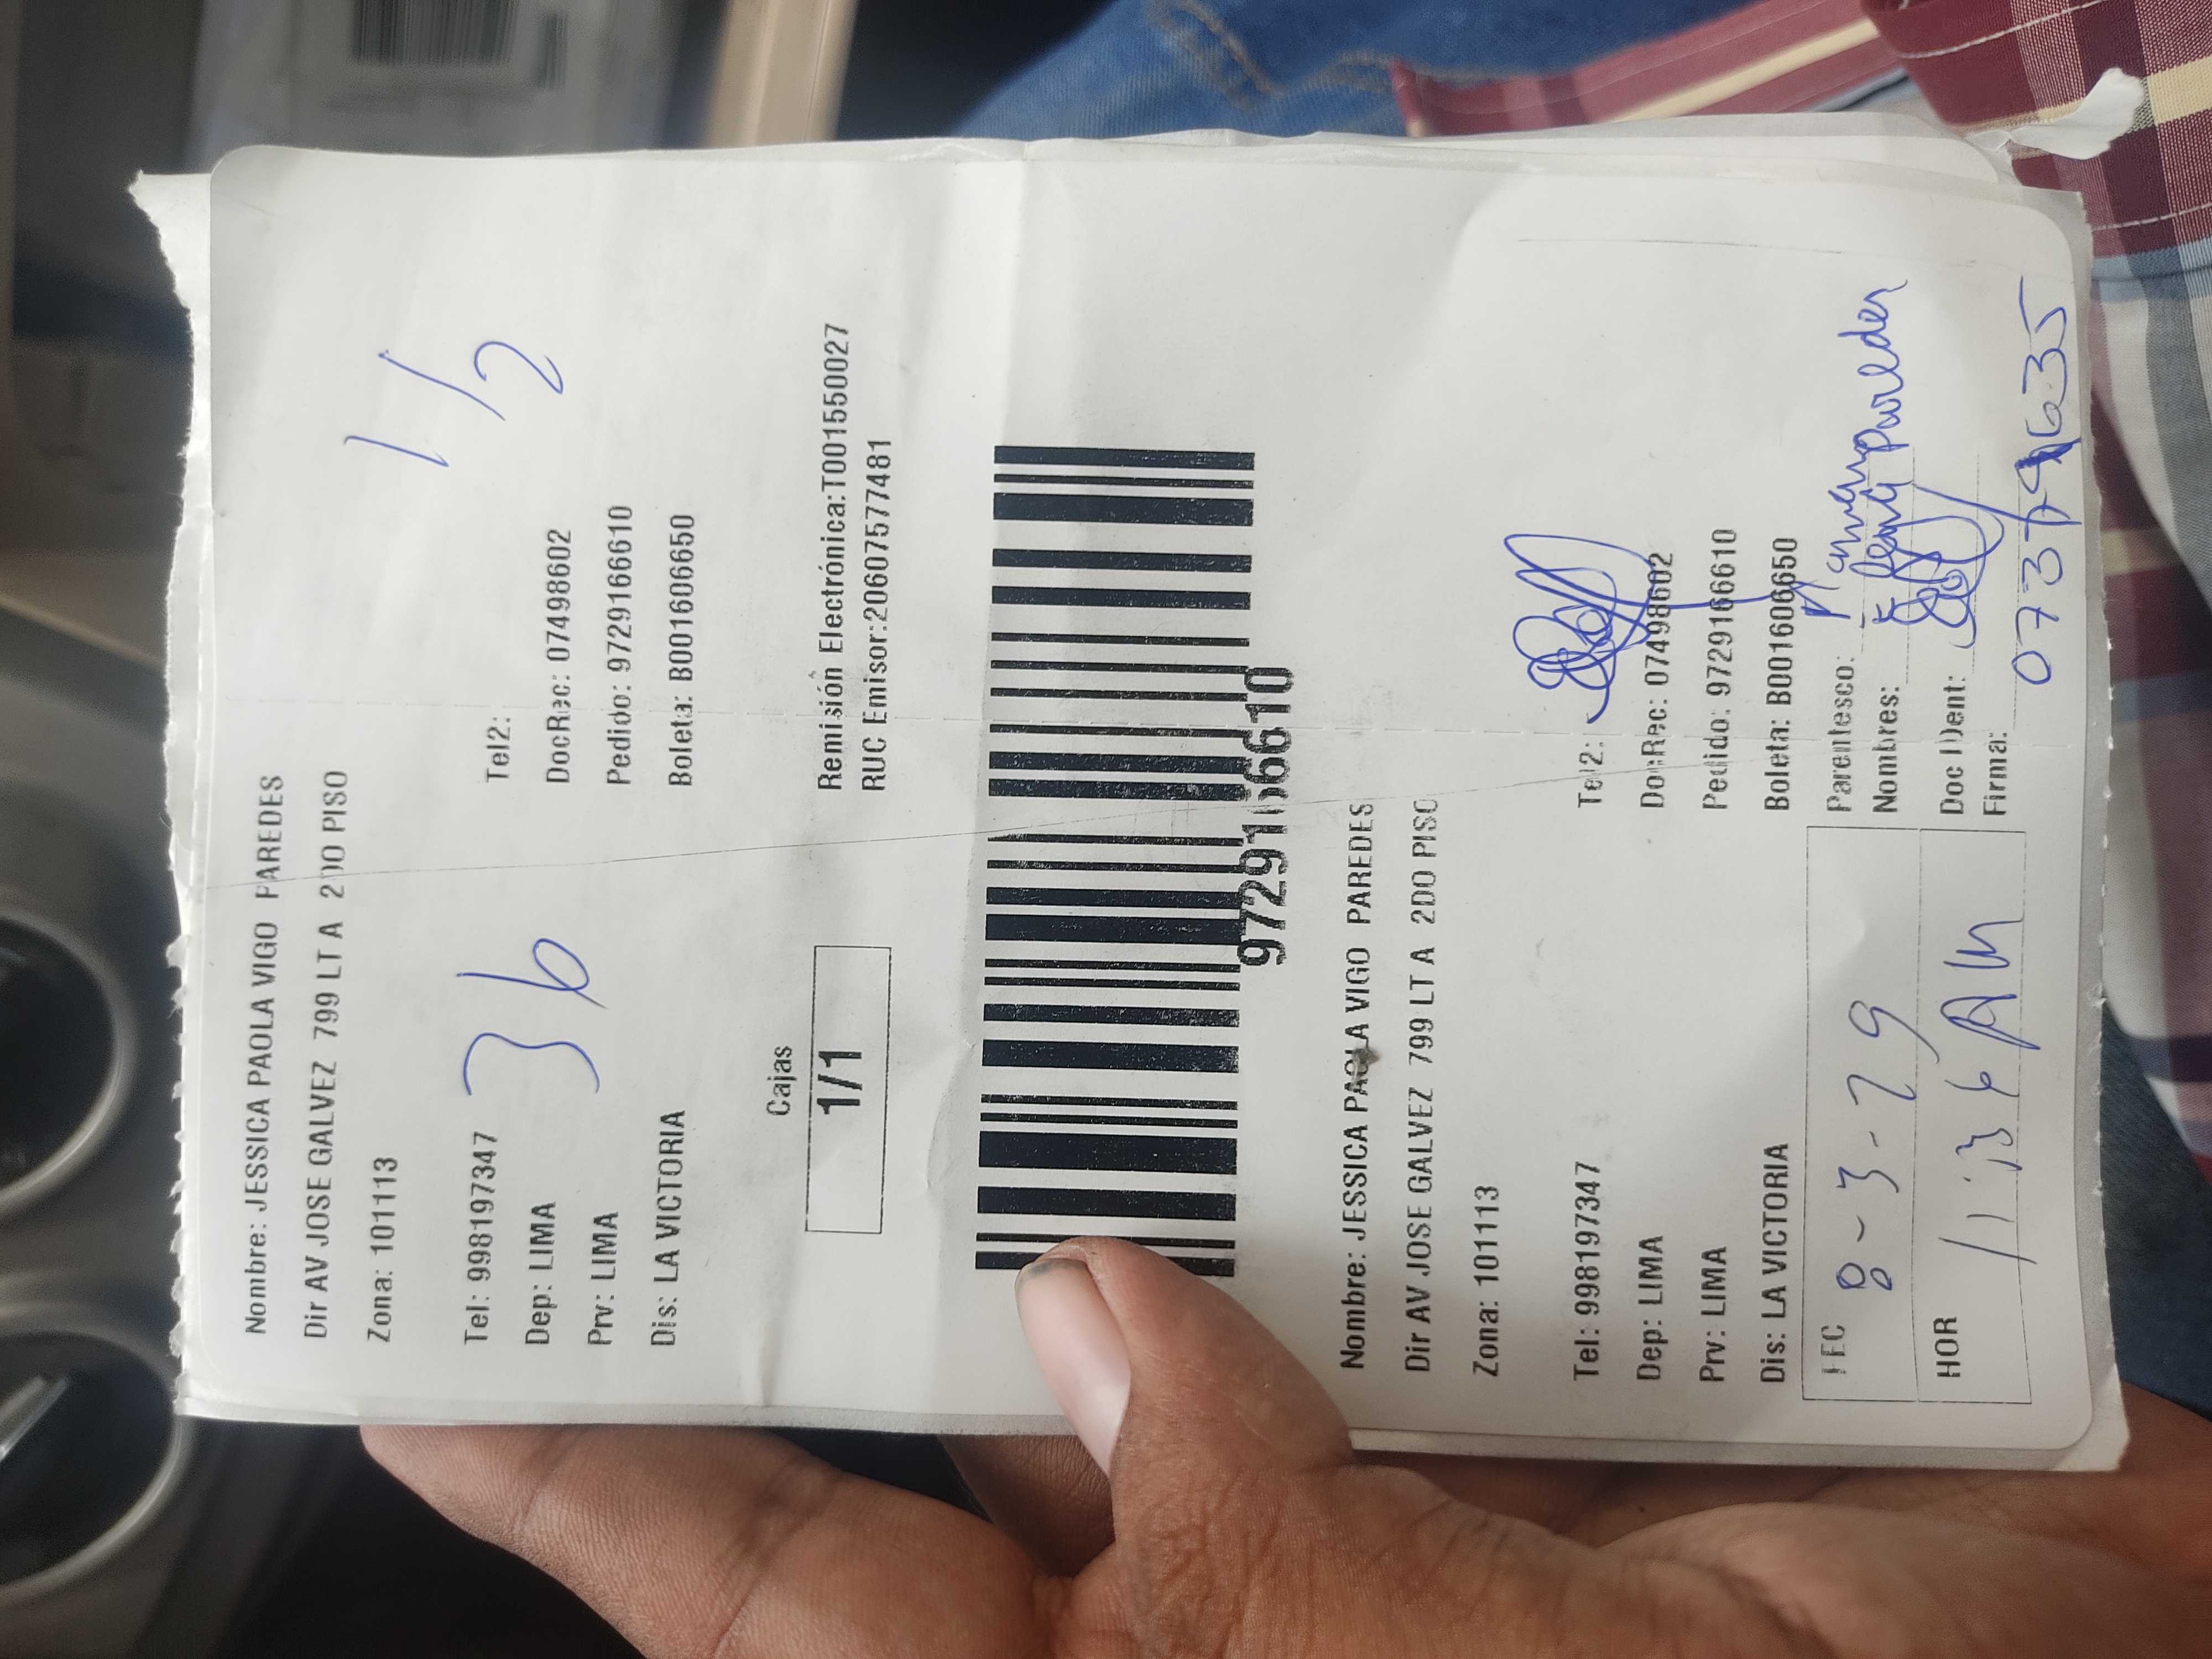 Nombre: JESSICA PAOLA VIGO PAREDES
Dir AV JOSE GALVEZ 799 LT A 2DO PISO
Zona: 101113
1/2
Tel: 998197347
Tel2:
36
Dep: LIMA
DocRec: 07498602
Prv: LIMA
Pedido: 9729166610
Dis: LA VICTORIA
Boleta: B001606650
Cajas
1/1
Remisión Electrónica:T001550027
RUC Emisor:20607577481
9729166610
Nombre: JESSICA PAOLA VIGO PAREDES
Dir AV JOSE GALVEZ 799 LT A 2DO PISO
Zona: 101113
Tel: 998197347
Tel2:
Dep: LIMA
DocRec: 07498602
Prv: LIMA
Pedido: 9729166610
Dis: LA VICTORIA
Boleta: B001606650
FEC 8-3-29
Parentesco: Mama
Nombres: Paredes
HOR 11:36 AM
Doc IDent:
Firma: